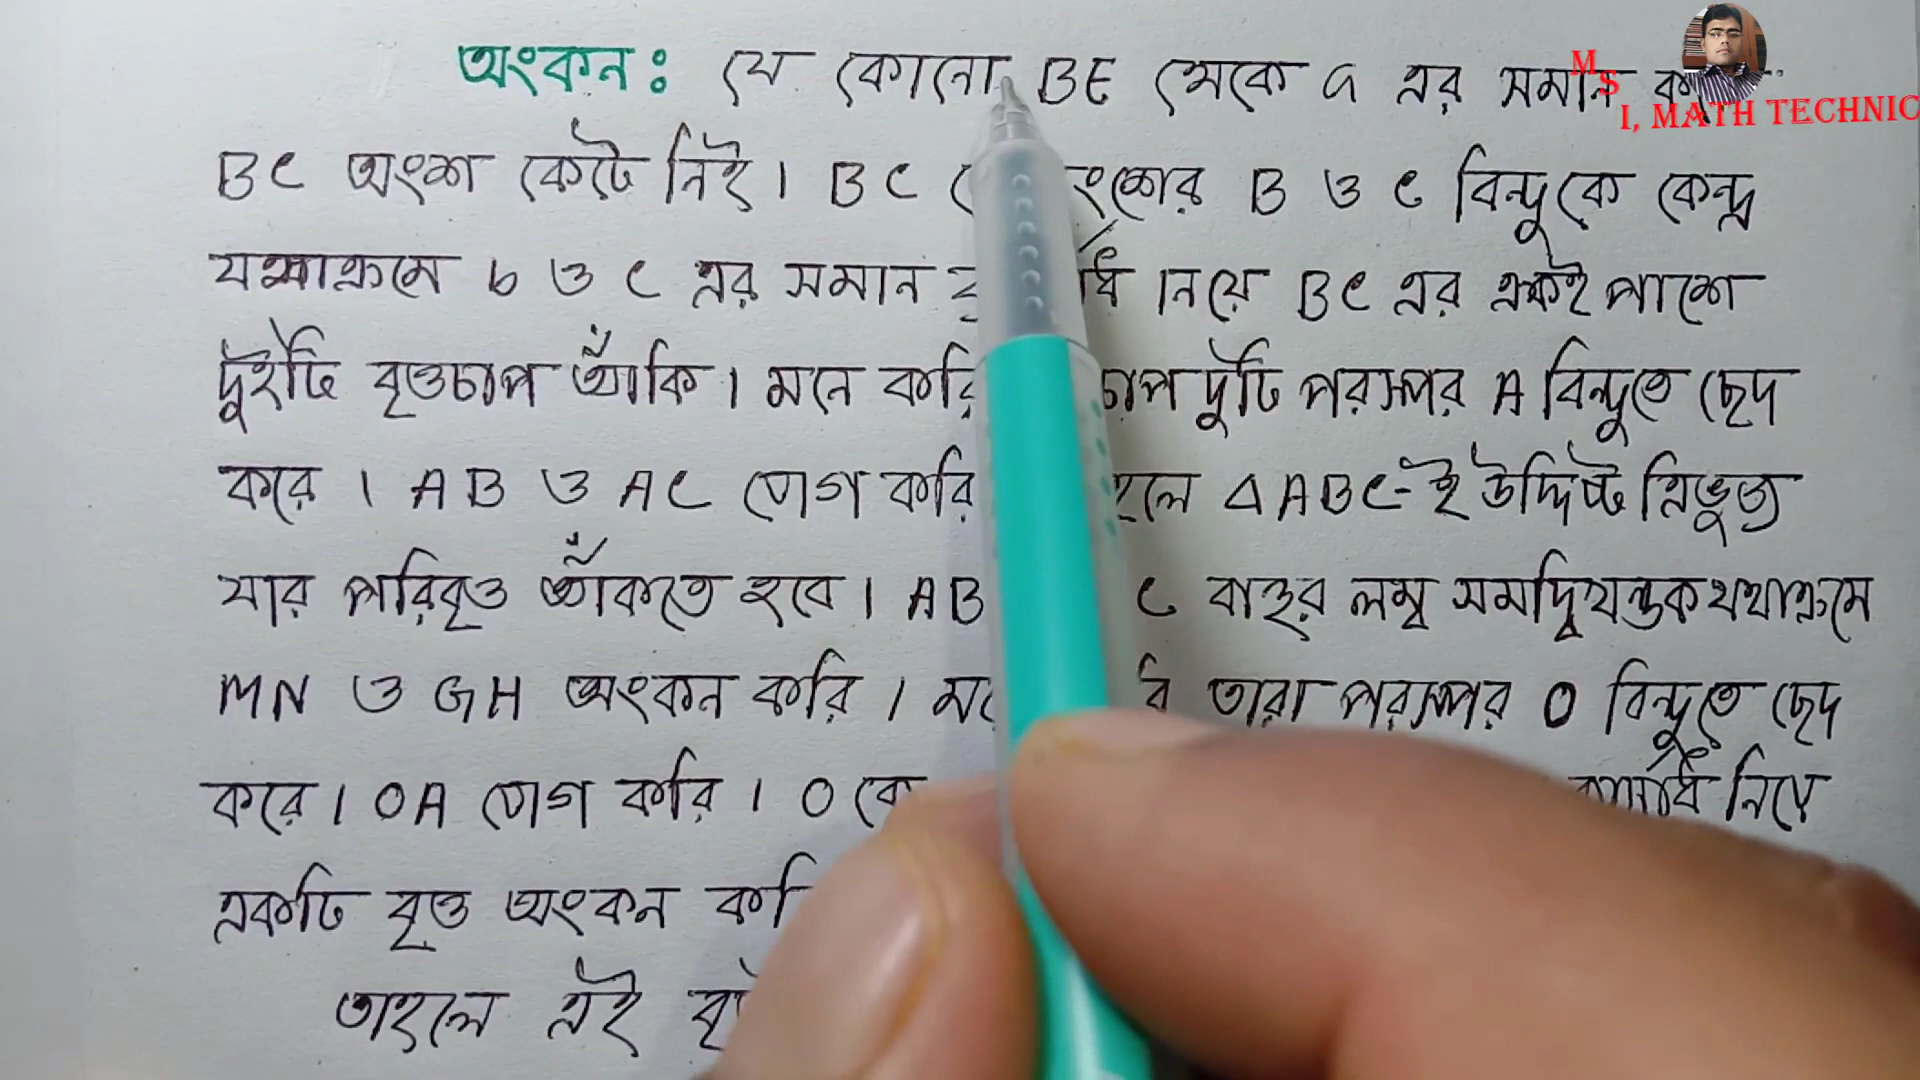 অংকন: যে কোনো BE থেকে a এর সমান করে
M
S
I, MATH TECHNIC
BC অংশ কেটে নিই। BC B ও C বিন্দুকে কেন্দ্র
যথাক্রমে b ও c এর সমান নিয়ে BC এর একই পাশে
দুইটি বৃত্তচাপ আঁকি। মনে করি চাপ দুটি পরস্পর A বিন্দুতে ছেদ
করে। AB ও AC যোগ করি ΔABC-ই উদ্দিষ্ট ত্রিভুজ
যার পরিবৃত্ত আঁকতে হবে। AB C বাহুর লম্ব সমদ্বিখন্ডক যথাক্রমে
MN ও GH অংকন করি। তারা পরস্পর O বিন্দুতে ছেদ
করে। OA যোগ করি। O নিয়ে
একটি বৃত্ত অংকন
তাহলে এই